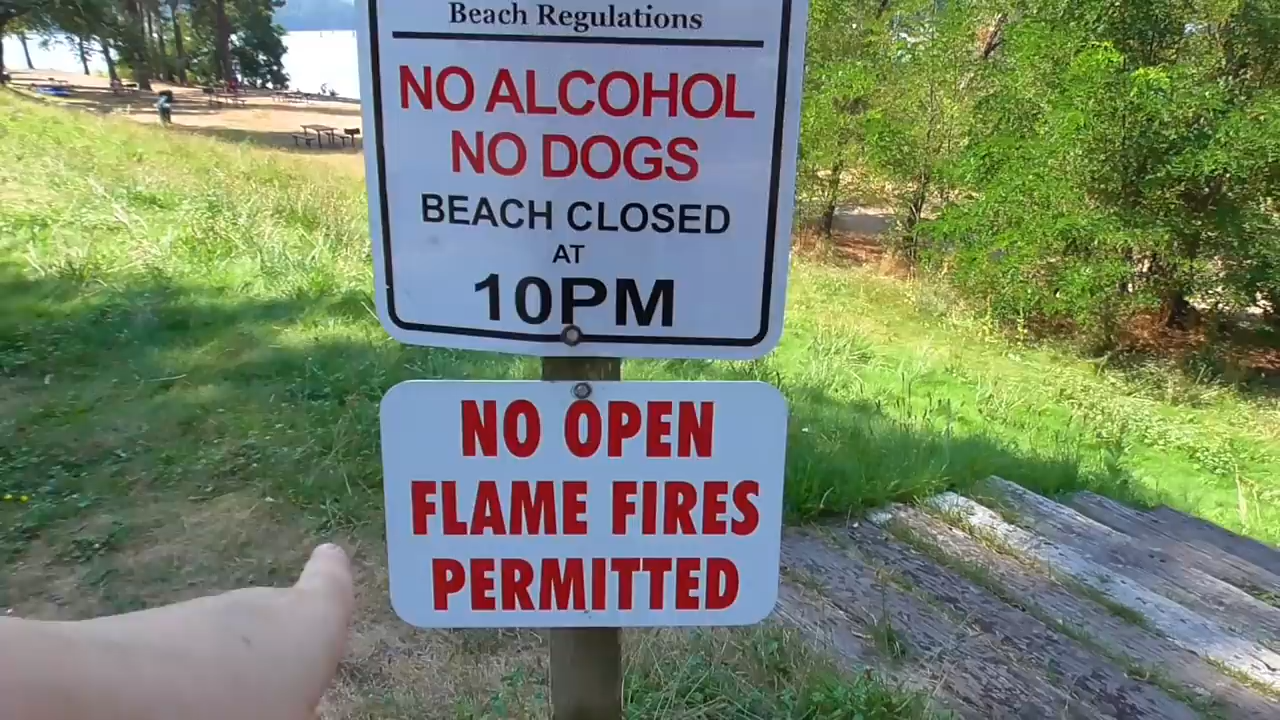 Beach Regulations
NO ALCOHOL
NO DOGS
BEACH CLOSED
AT
10PM
NO OPEN
FLAME FIRES
PERMITTED